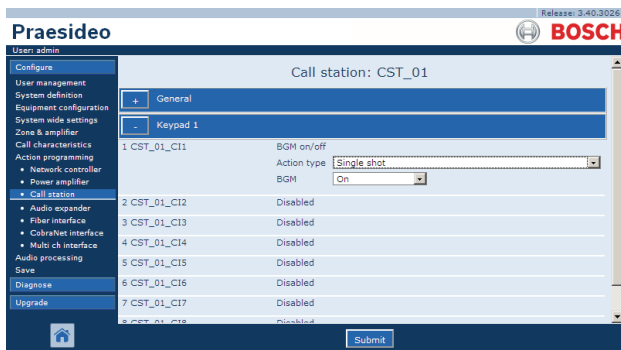 Release: 3.40.3026
Praesideo
BOSCH
User: admin
Configure
User management
System definition
Equipment configuration
System wide settings
Zone & amplifier
Call characteristics
Action programming
• Network controller
• Power amplifier
• Call station
• Audio expander
• Fiber interface
• CobraNet interface
• Multi ch interface
Audio processing
Save
Diagnose
Upgrade
Call station: CST_01
+ General
- Keypad 1
1 CST_01_CI1 BGM on/off
Action type Single shot
BGM On
2 CST_01_CI2 Disabled
3 CST_01_CI3 Disabled
4 CST_01_CI4 Disabled
5 CST_01_CI5 Disabled
6 CST_01_CI6 Disabled
7 CST_01_CI7 Disabled
8 CST_01_CI8 Disabled
Submit